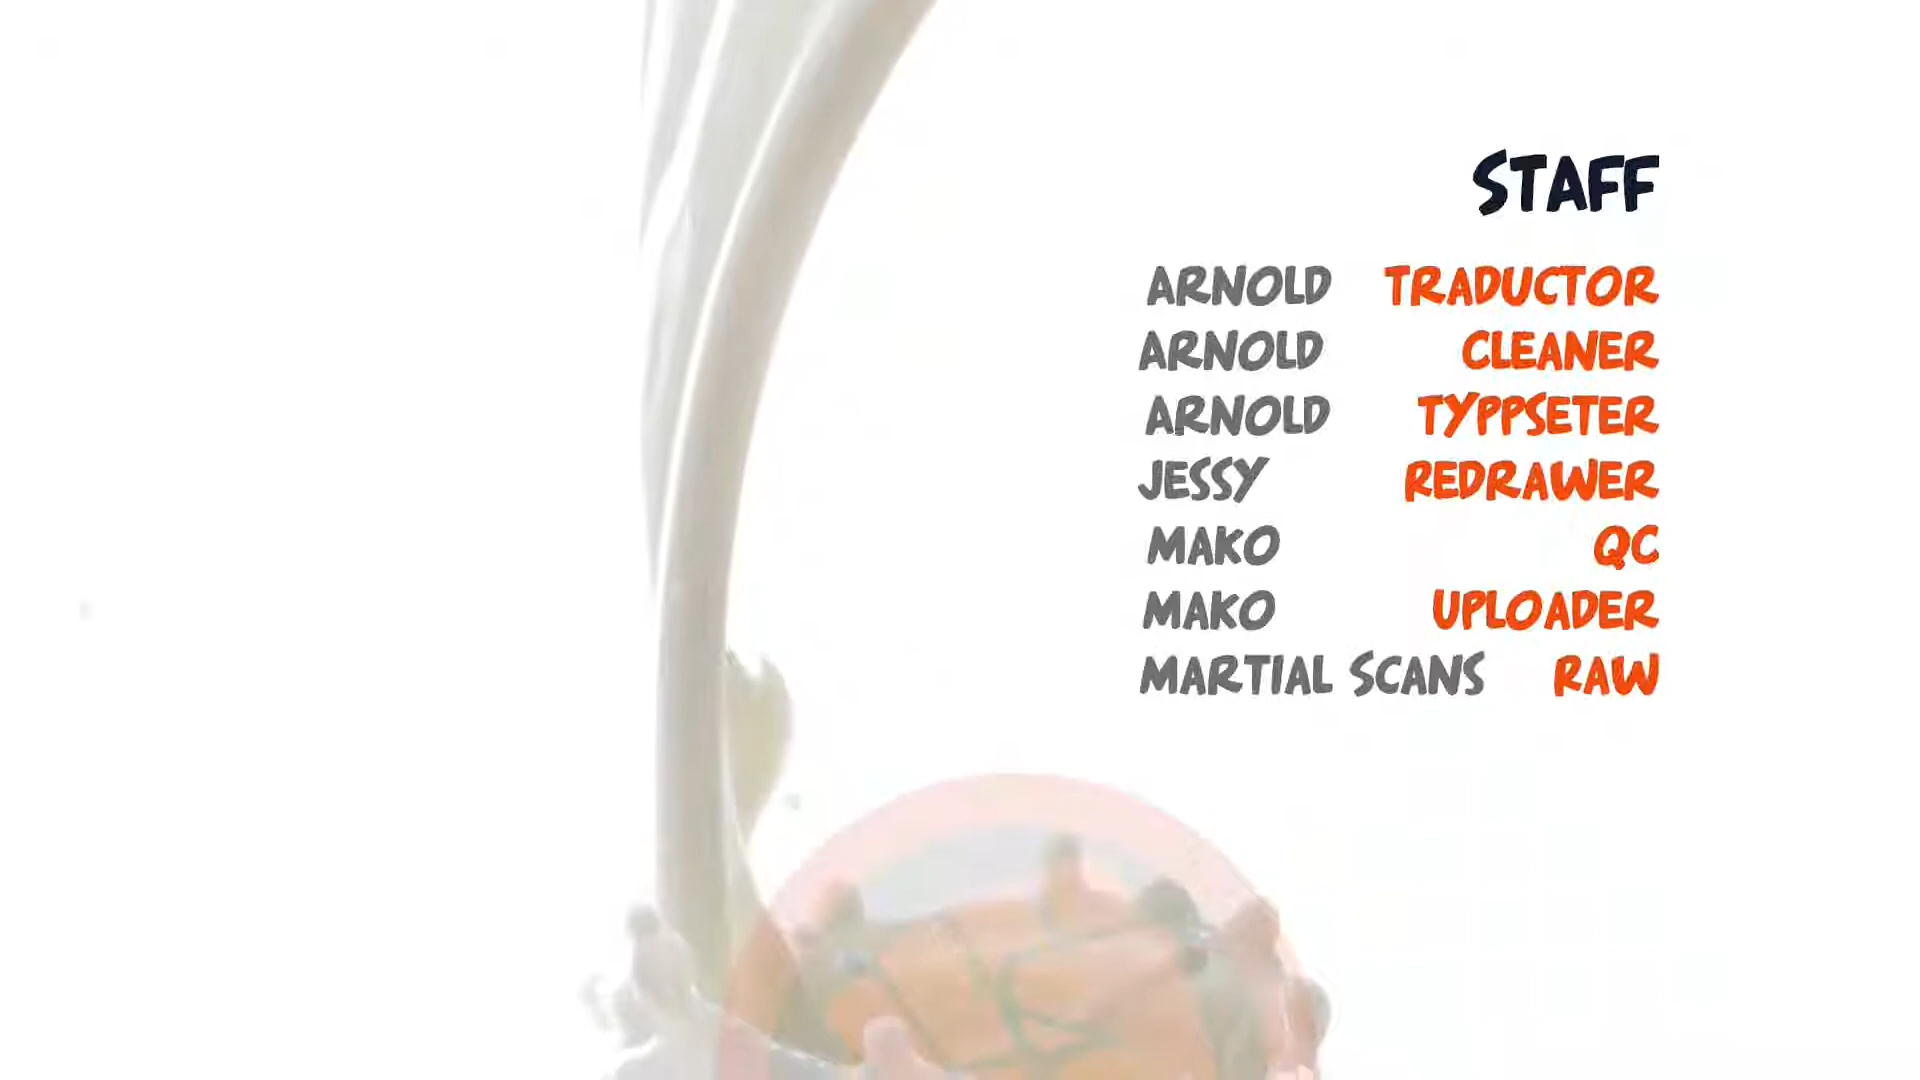 STAFF
ARNOLD TRADUCTOR
ARNOLD CLEANER
ARNOLD TYPPSETER
JESSY REDRAWER
MAKO QC
MAKO UPLOADER
MARTIAL SCANS RAW